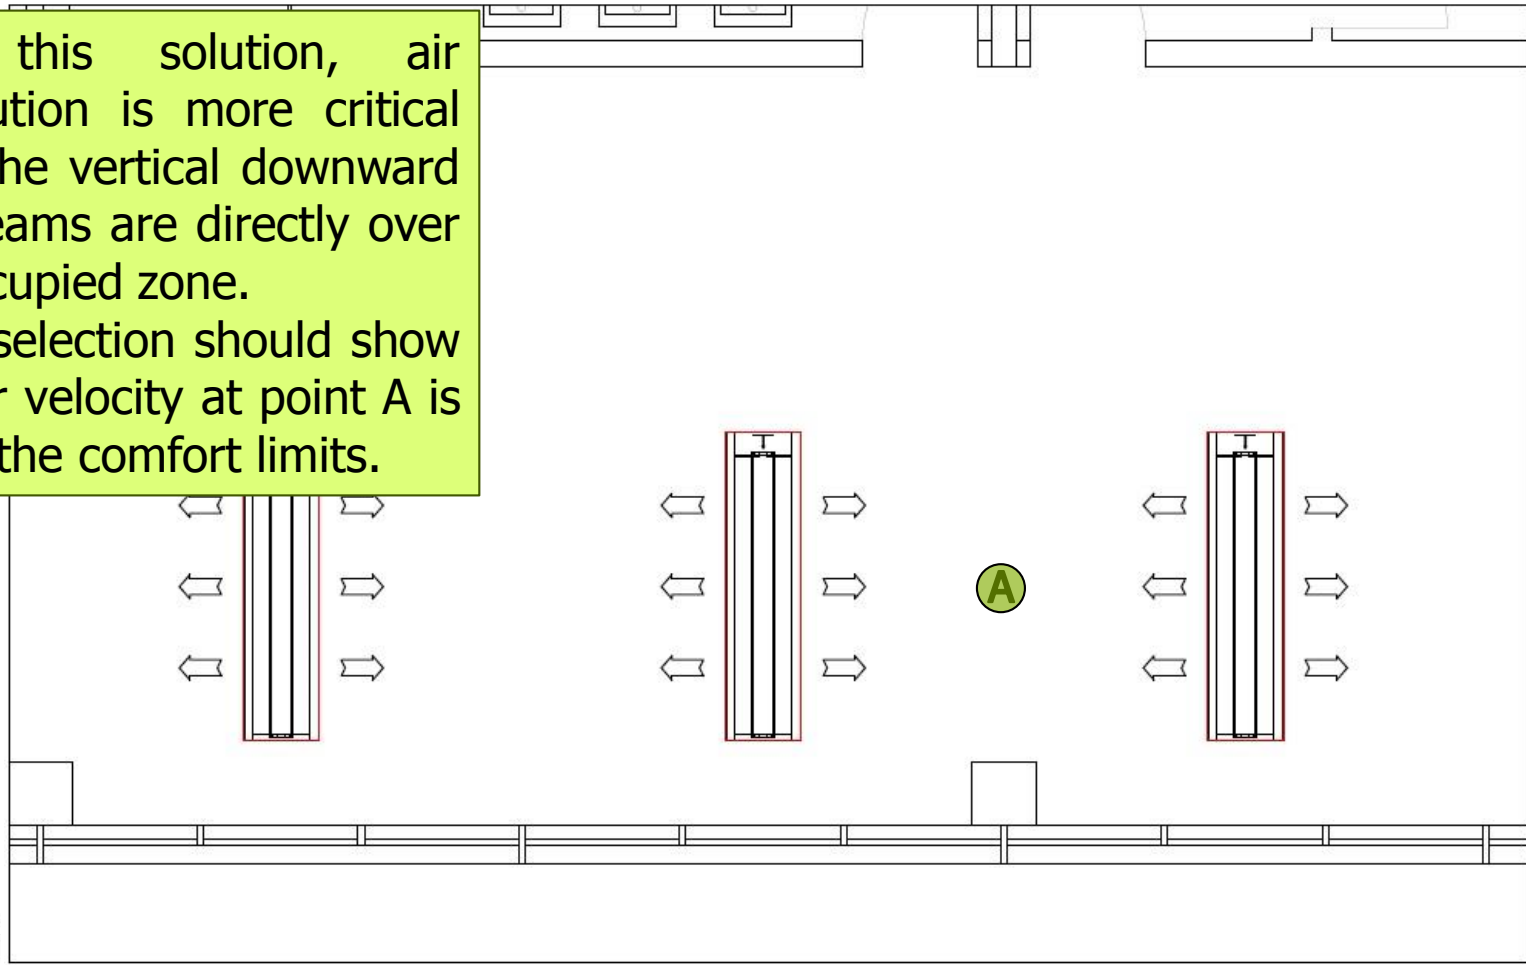 this solution, air
ution is more critical
he vertical downward
eams are directly over
cupied zone.
selection should show
r velocity at point A is
the comfort limits.
A